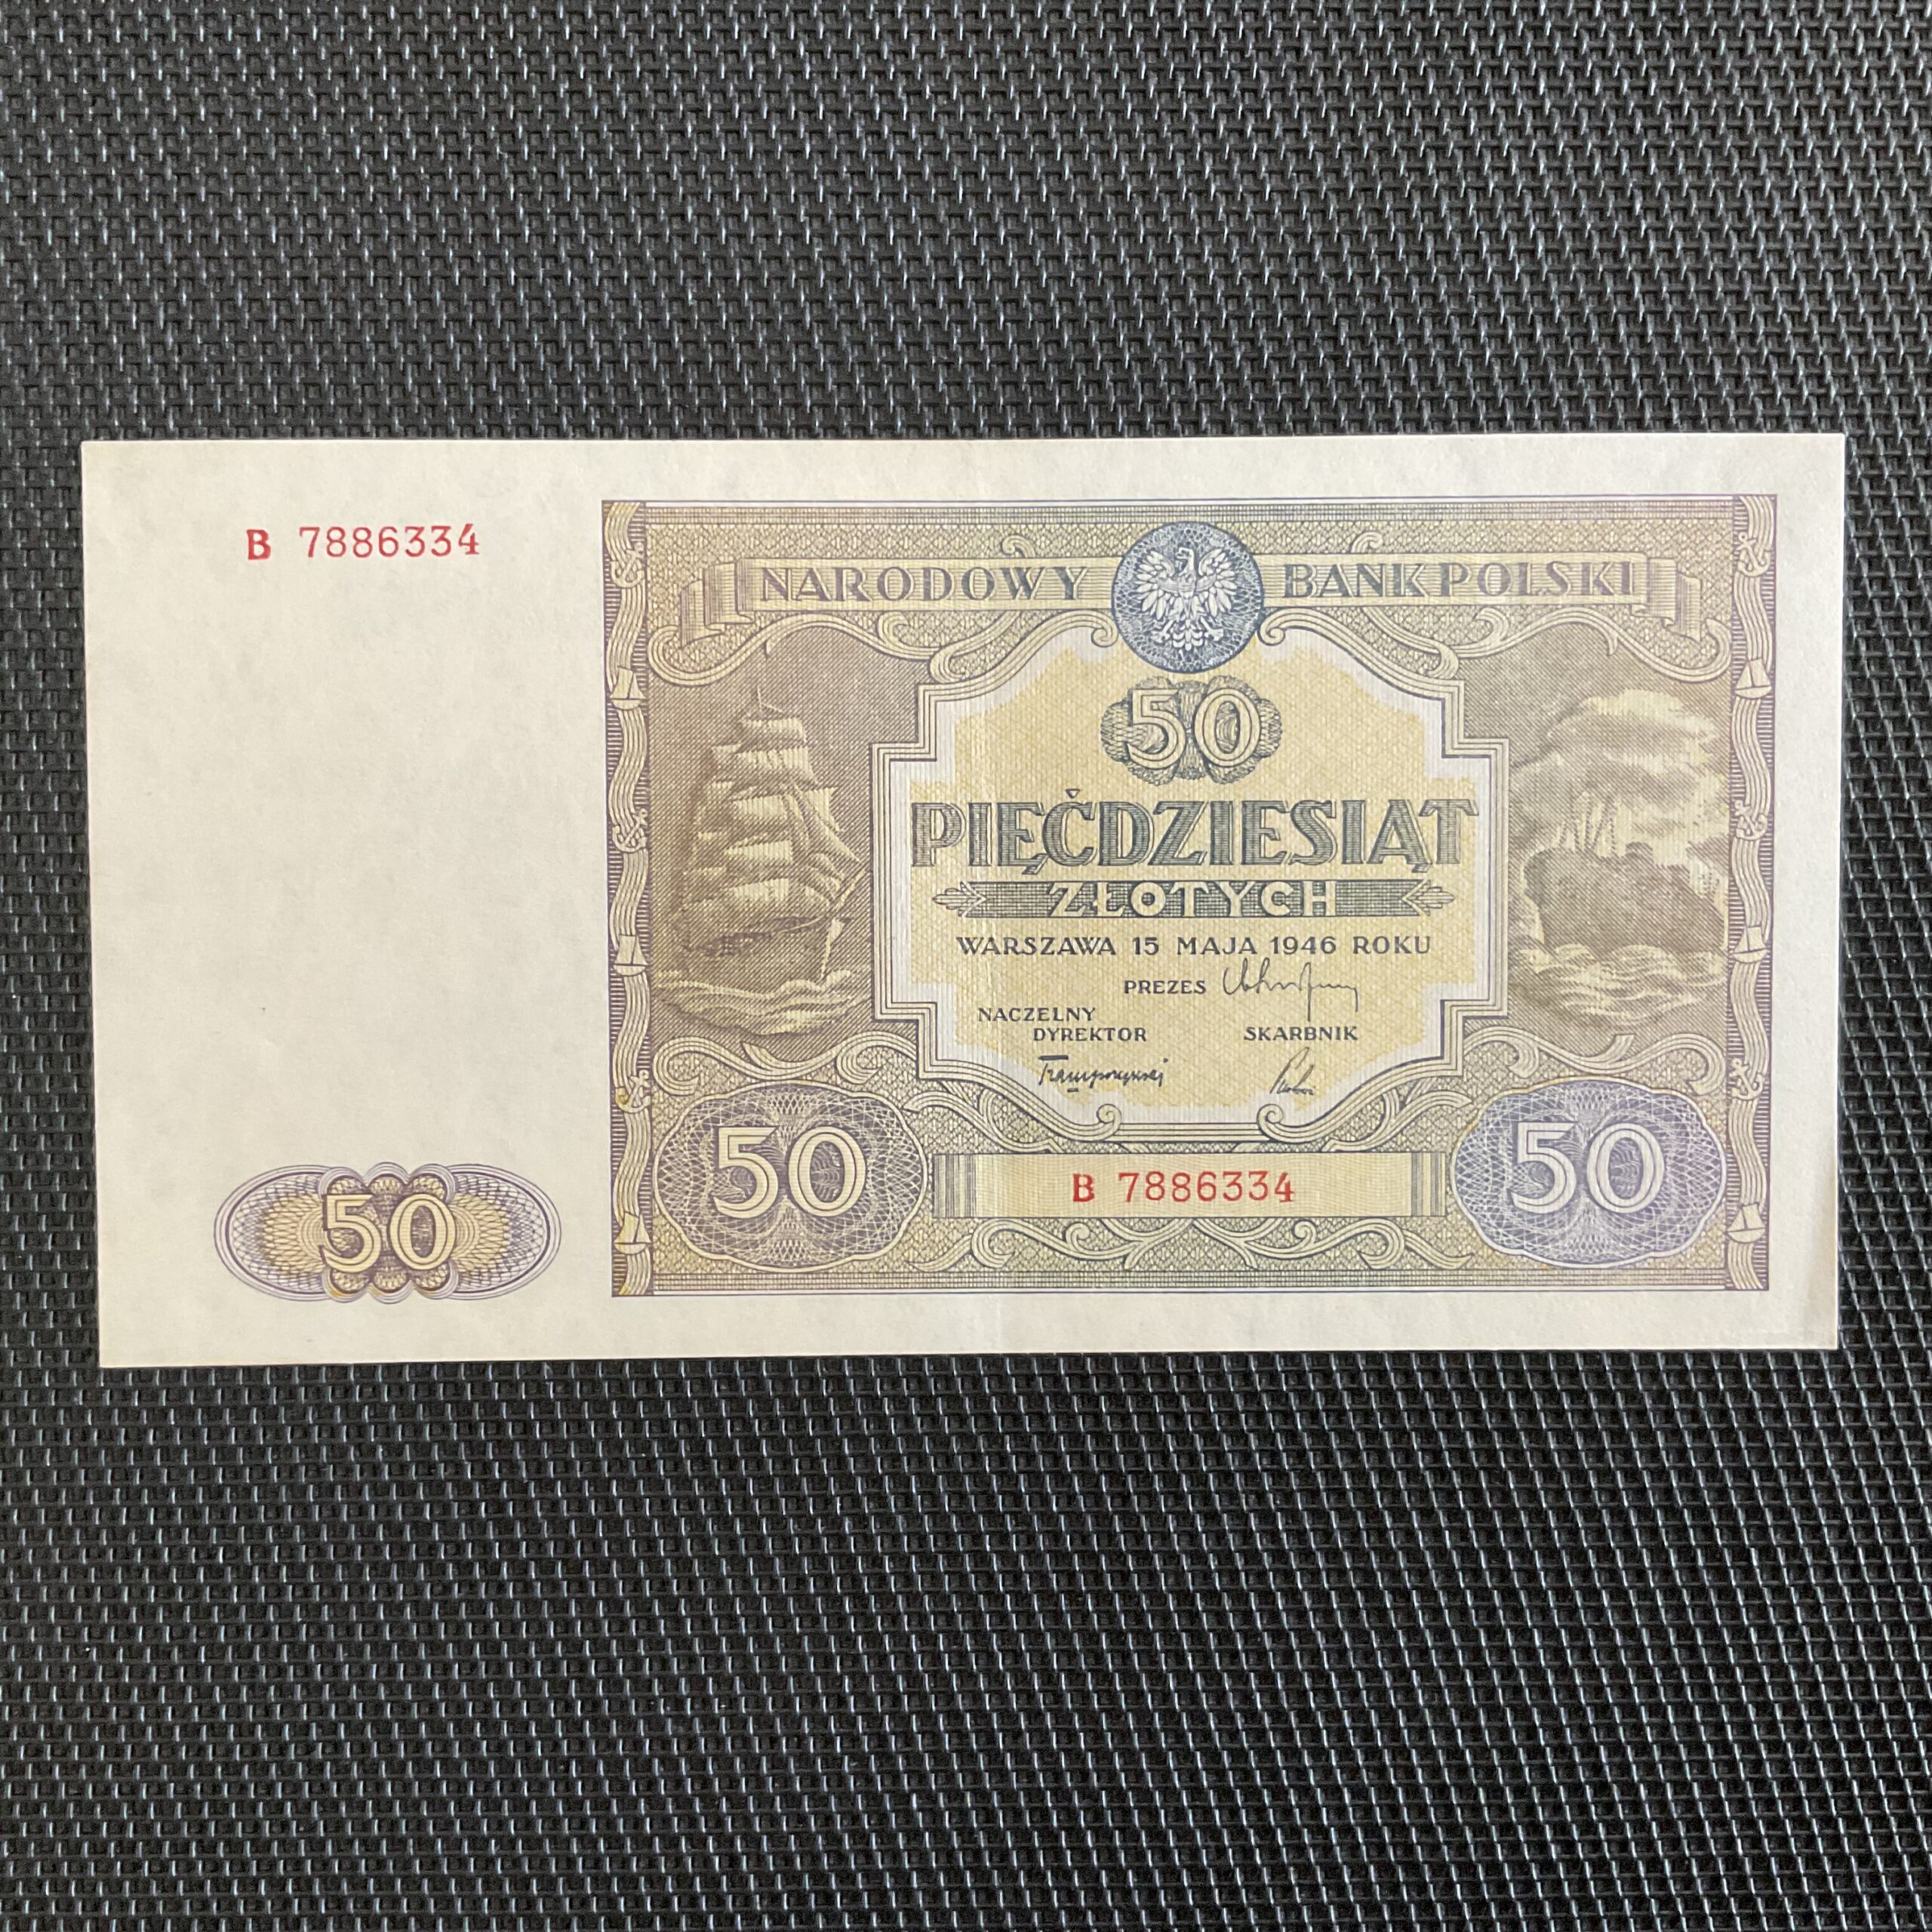 B 7886334
NARODOWY BANK POLSKI
50
PIĘĆDZIESIĄT
ZŁOTYCH
WARSZAWA 15 MAJA 1946 ROKU
PREZES
NACZELNY
DYREKTOR
SKARBNIK
50
B 7886334
50
50